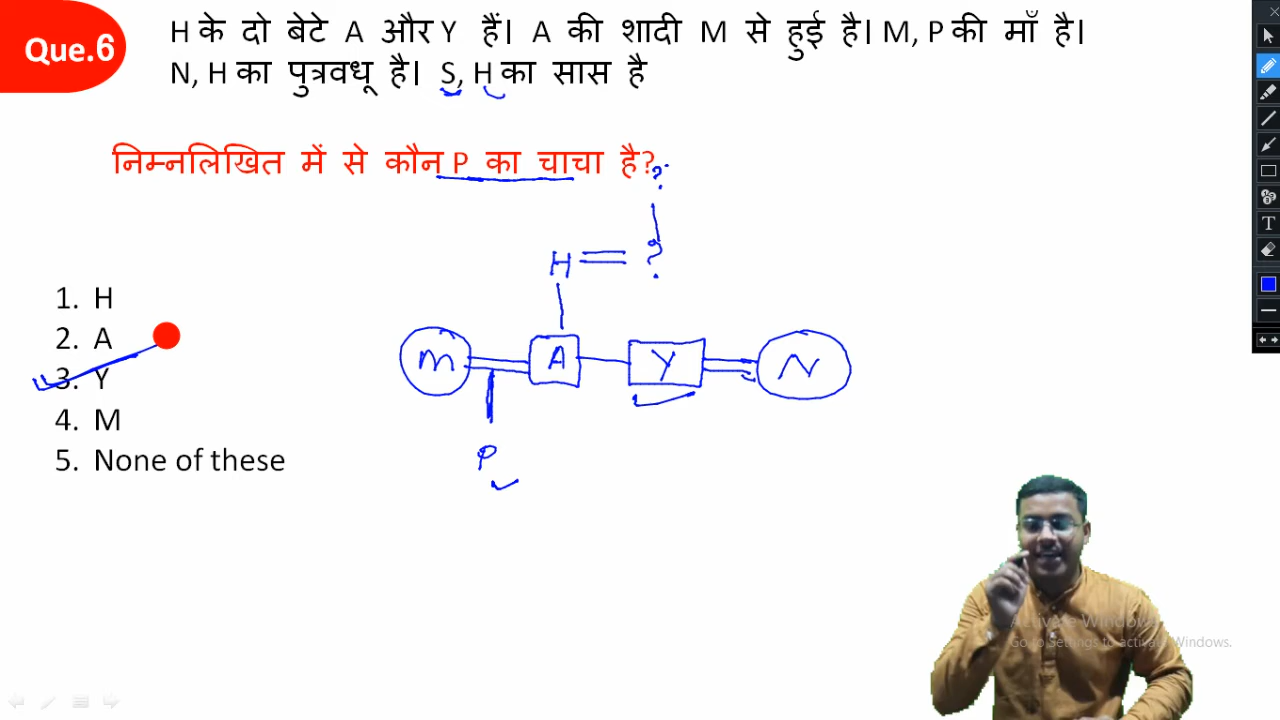 Que.6
H के दो बेटे A और Y हैं। A की शादी M से हुई है। M, P की माँ है।
N, H का पुत्रवधू है। S, H का सास है
निम्नलिखित में से कौन P का चाचा है?
?
H = ?
1. H
2. A
3. Y
4. M
5. None of these
M A Y N
P
Activate Windows
Go to Settings to activate Windows.
T